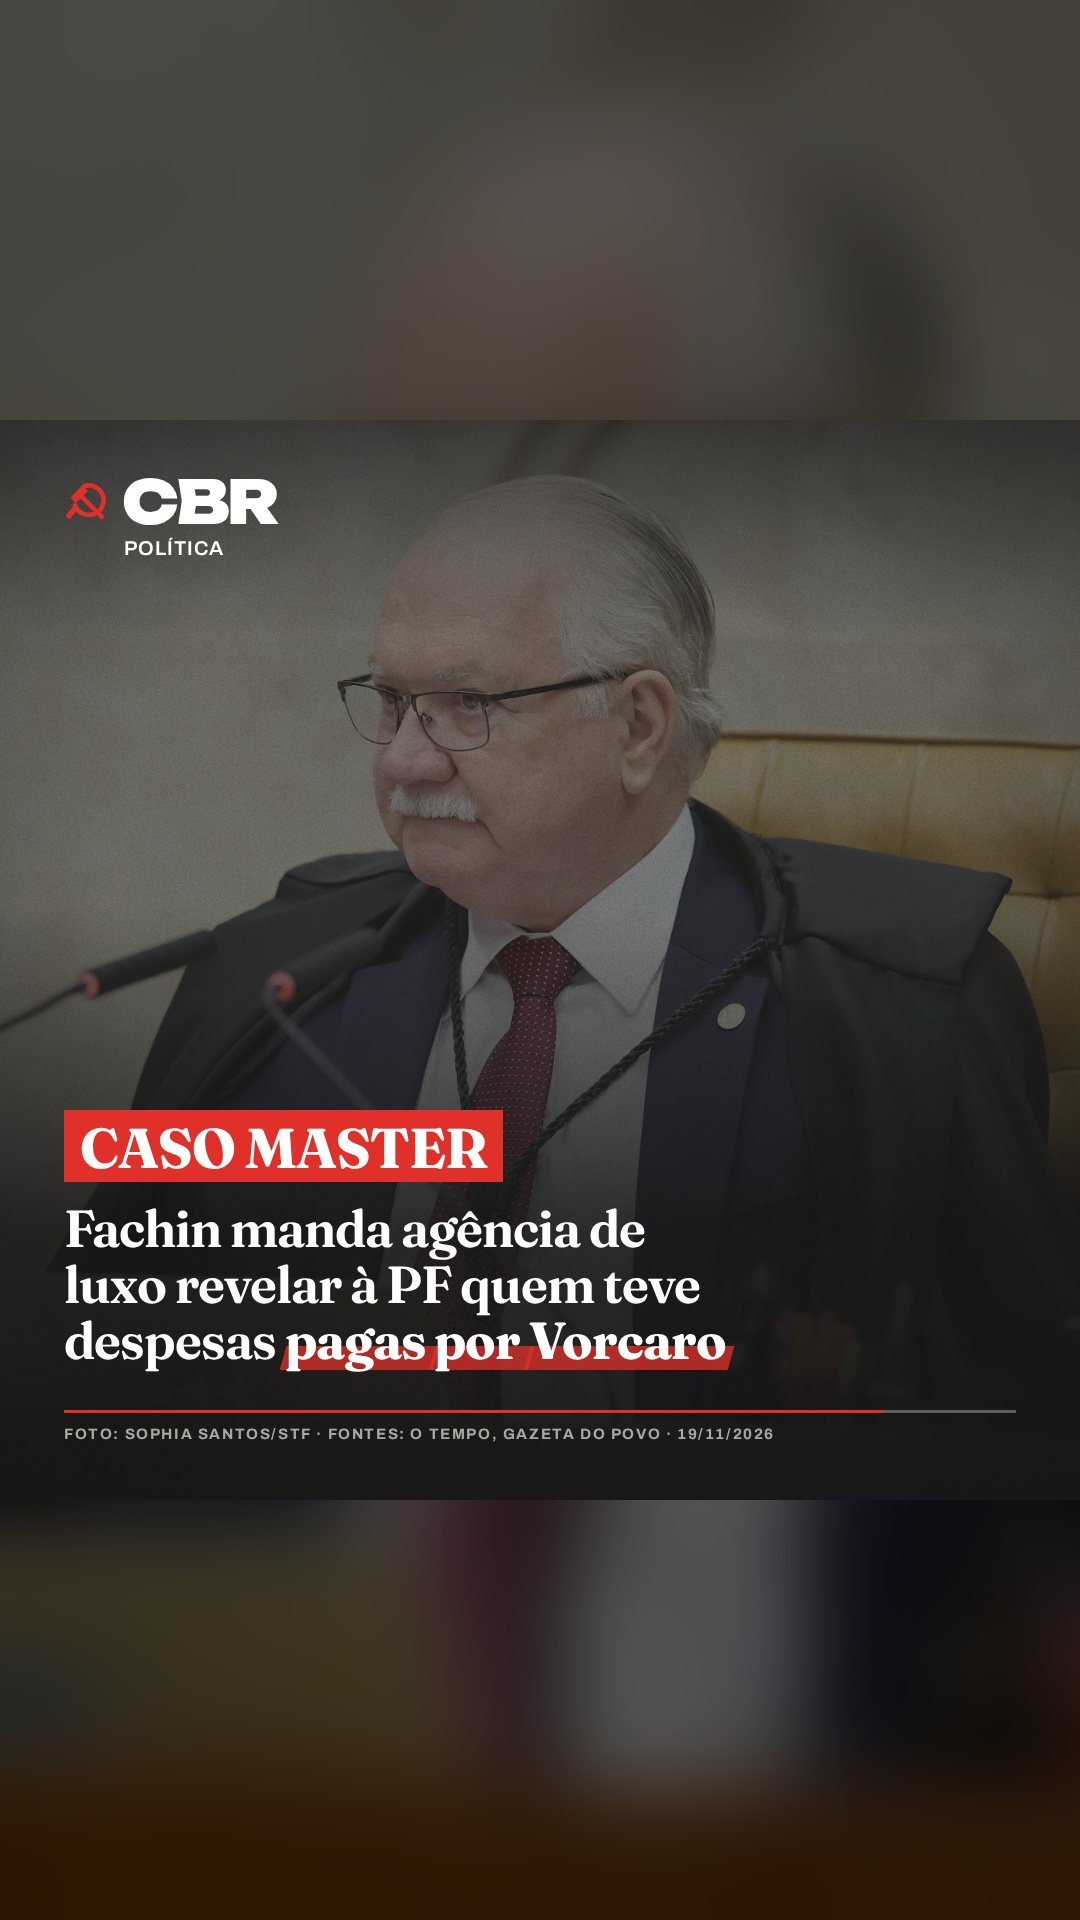 CBR
POLÍTICA
CASO MASTER
Fachin manda agência de
luxo revelar à PF quem teve
despesas pagas por Vorcaro
FOTO: SOPHIA SANTOS/STF · FONTES: O TEMPO, GAZETA DO POVO · 19/11/2026